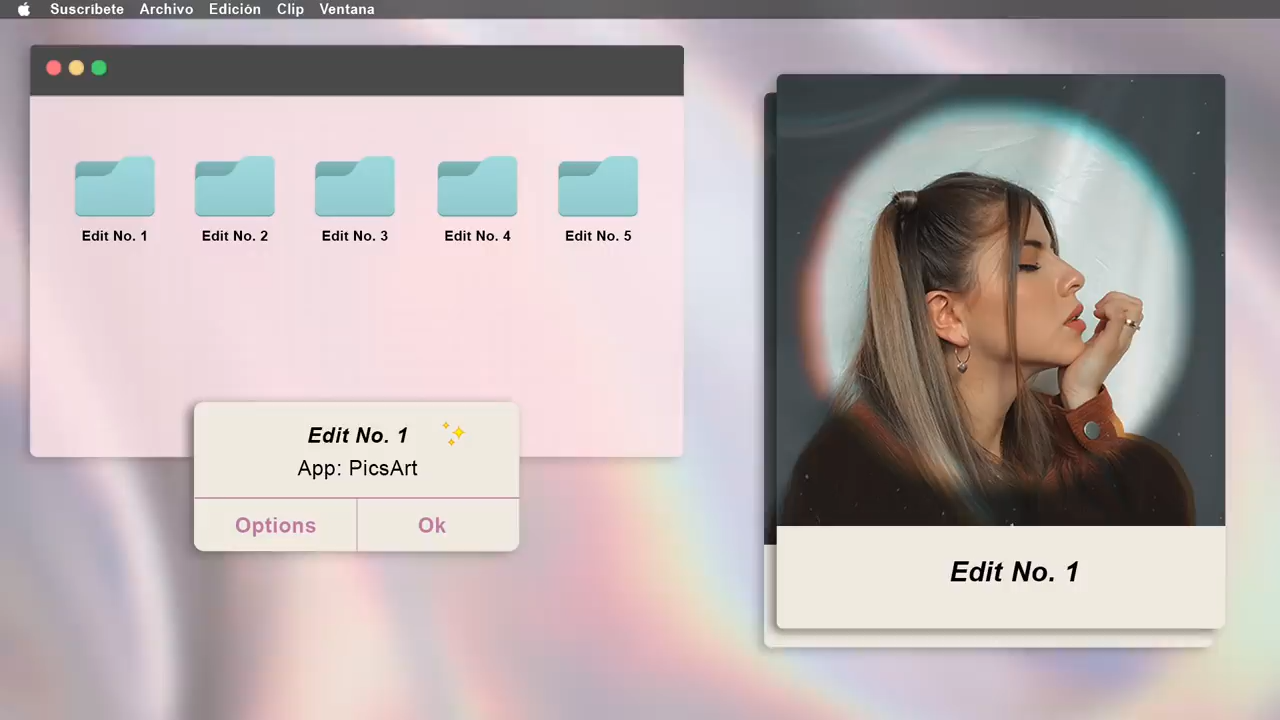 Suscríbete Archivo Edición Clip Ventana
Edit No. 1 Edit No. 2 Edit No. 3 Edit No. 4 Edit No. 5
Edit No. 1
App: PicsArt
Options Ok
Edit No. 1